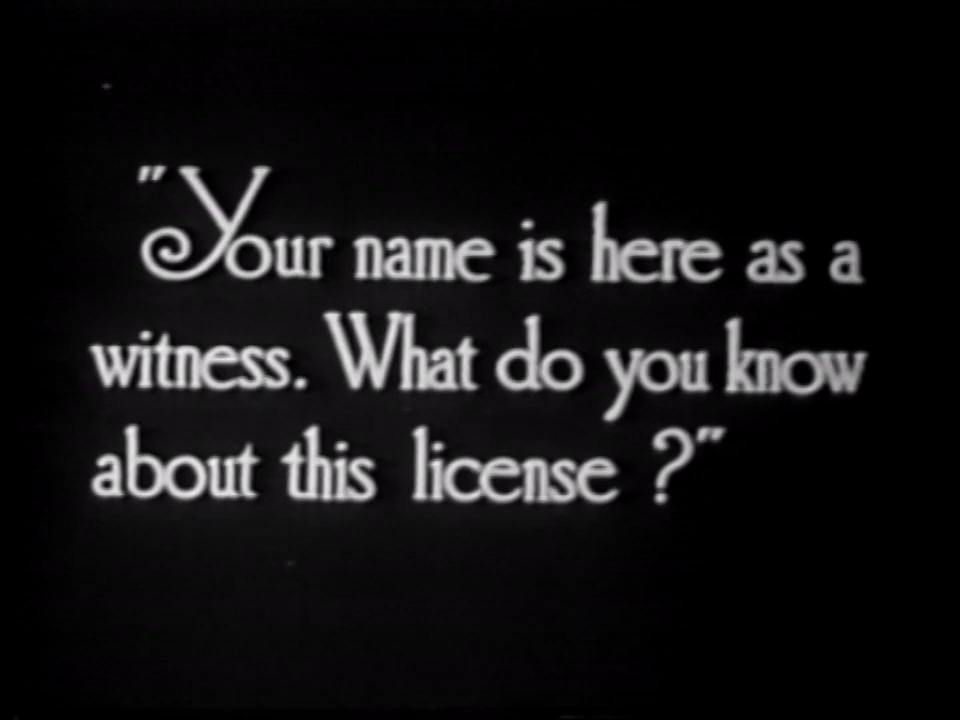 "Your name is here as a
witness. What do you know
about this license ?"